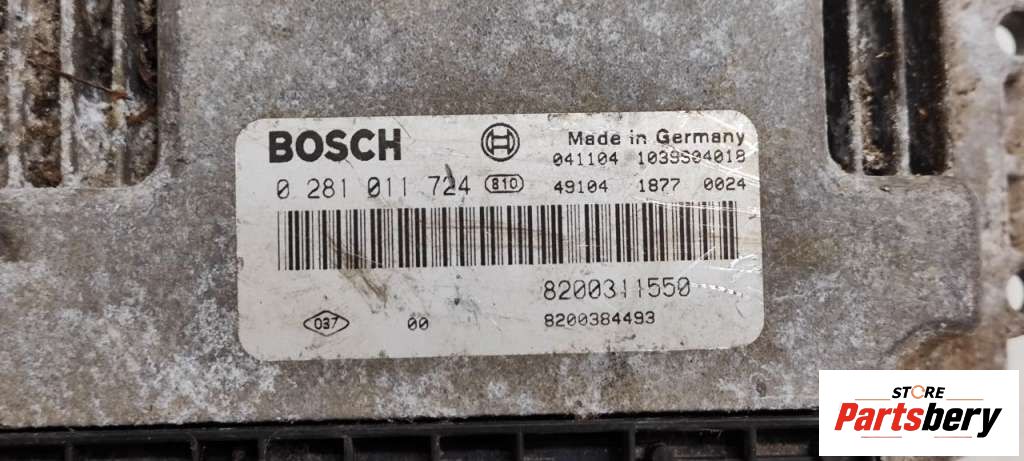 BOSCH
Made in Germany
041104 1039S04018
0 281 011 724 810 49104 1877 0024
8200311550
037 00 8200384493
STORE
Partsbery